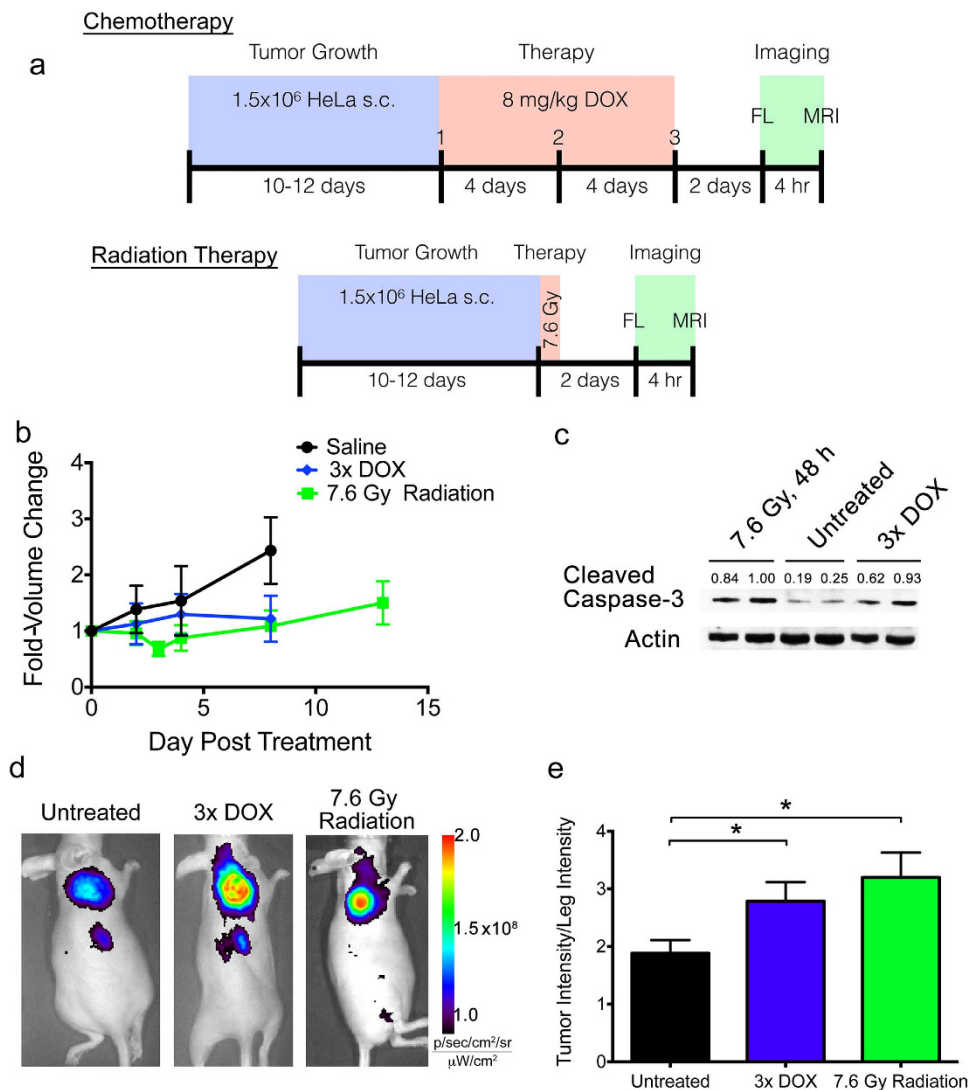 Chemotherapy
a
Tumor Growth Therapy Imaging
1.5x10⁶ HeLa s.c. 8 mg/kg DOX
1 2 3 FL MRI
10-12 days 4 days 4 days 2 days 4 hr
Radiation Therapy
Tumor Growth Therapy Imaging
1.5x10⁶ HeLa s.c. 7.6 Gy
FL MRI
10-12 days 2 days 4 hr
b
Saline
3x DOX
7.6 Gy Radiation
Fold-Volume Change
4
3
2
1
0
0 5 10 15
Day Post Treatment
c
7.6 Gy, 48 h
Untreated
3x DOX
0.84 1.00 0.19 0.25 0.62 0.93
Cleaved
Caspase-3
Actin
d
Untreated
3x DOX
7.6 Gy
Radiation
2.0
1.5x10⁸
1.0
p/sec/cm²/sr
µW/cm²
e
* *
Tumor Intensity/Leg Intensity
4
3
2
1
0
Untreated 3x DOX 7.6 Gy Radiation